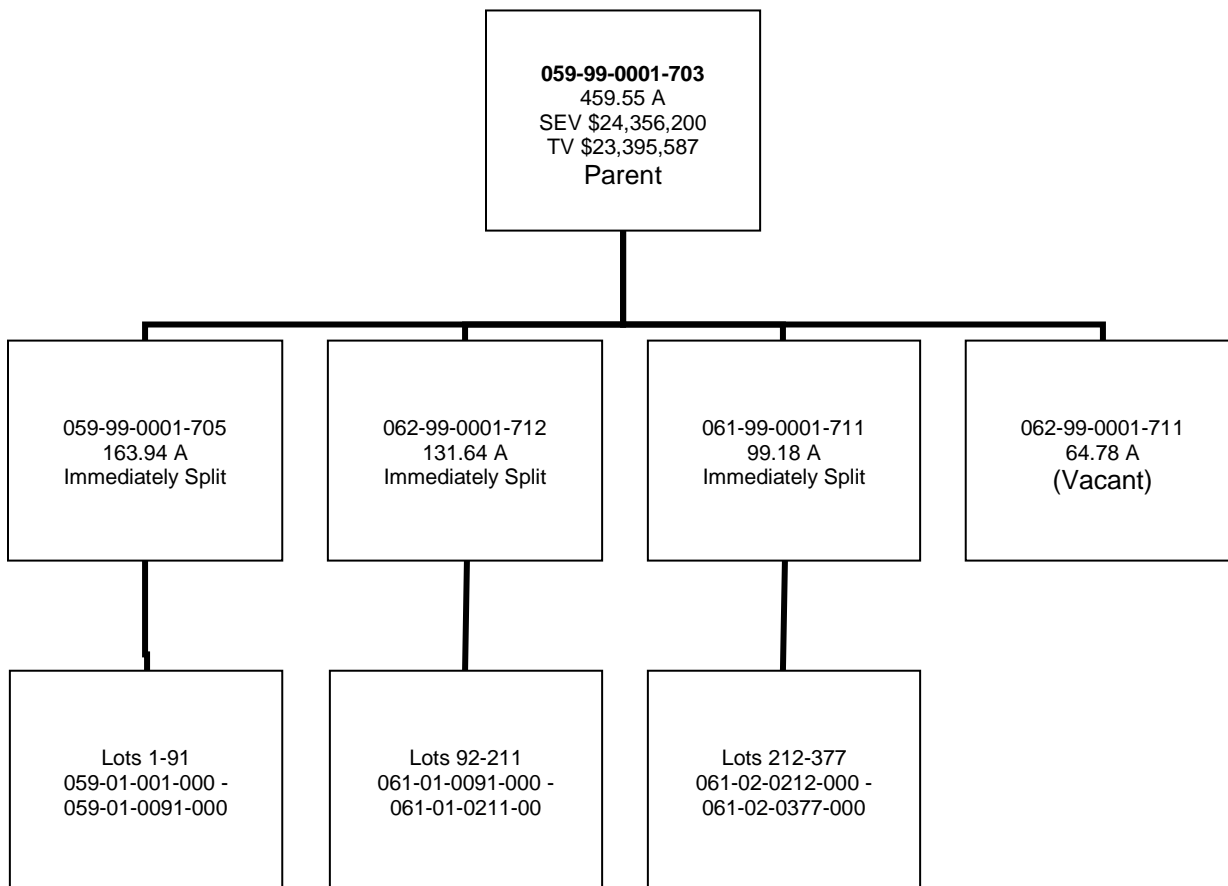 059-99-0001-703
459.55 A
SEV $24,356,200
TV $23,395,587
Parent
059-99-0001-705
163.94 A
Immediately Split
062-99-0001-712
131.64 A
Immediately Split
061-99-0001-711
99.18 A
Immediately Split
062-99-0001-711
64.78 A
(Vacant)
Lots 1-91
059-01-001-000 -
059-01-0091-000
Lots 92-211
061-01-0091-000 -
061-01-0211-00
Lots 212-377
061-02-0212-000 -
061-02-0377-000